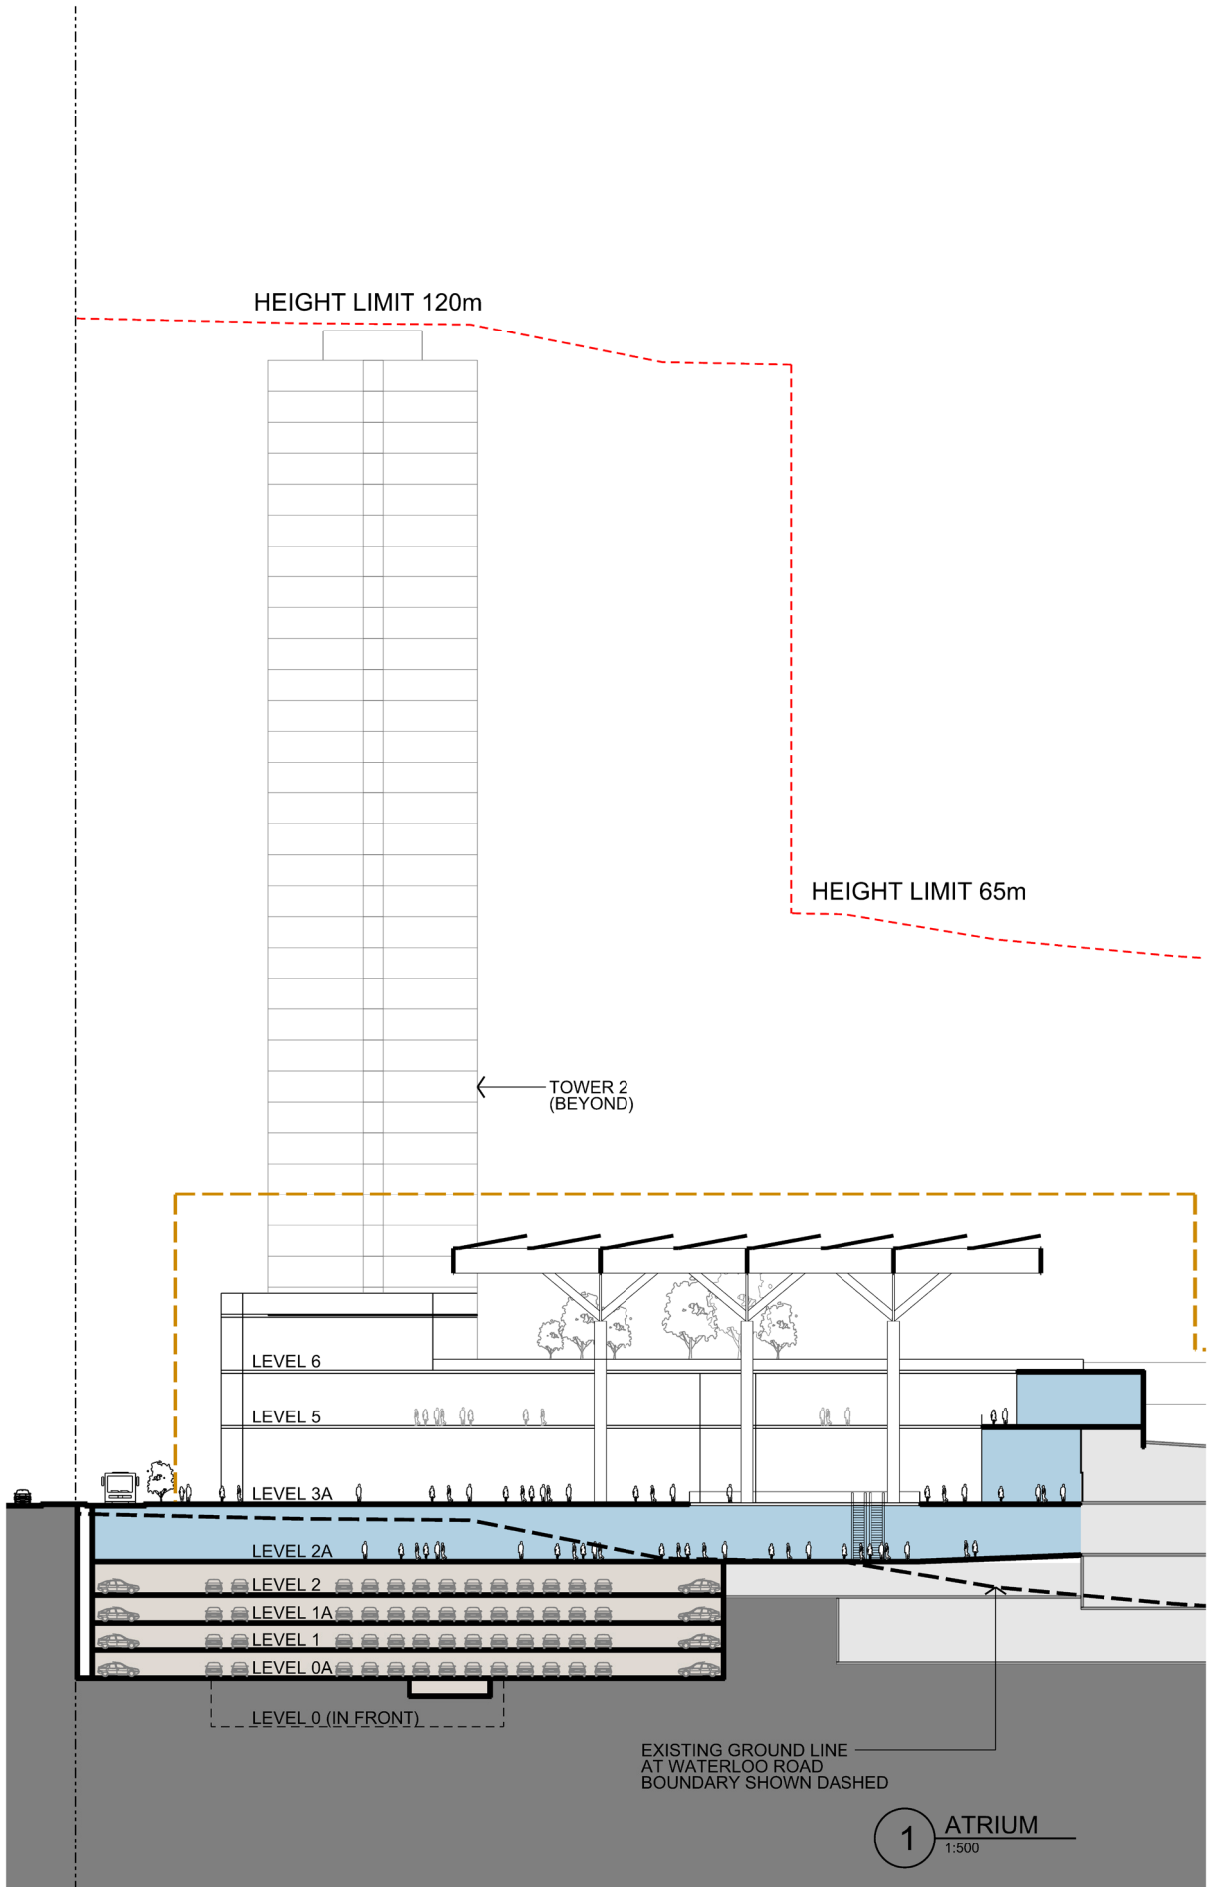 HEIGHT LIMIT 120m
HEIGHT LIMIT 65m
TOWER 2
(BEYOND)
LEVEL 6
LEVEL 5
LEVEL 3A
LEVEL 2A
LEVEL 2
LEVEL 1A
LEVEL 1
LEVEL 0A
LEVEL 0 (IN FRONT)
EXISTING GROUND LINE
AT WATERLOO ROAD
BOUNDARY SHOWN DASHED
1
ATRIUM
1:500